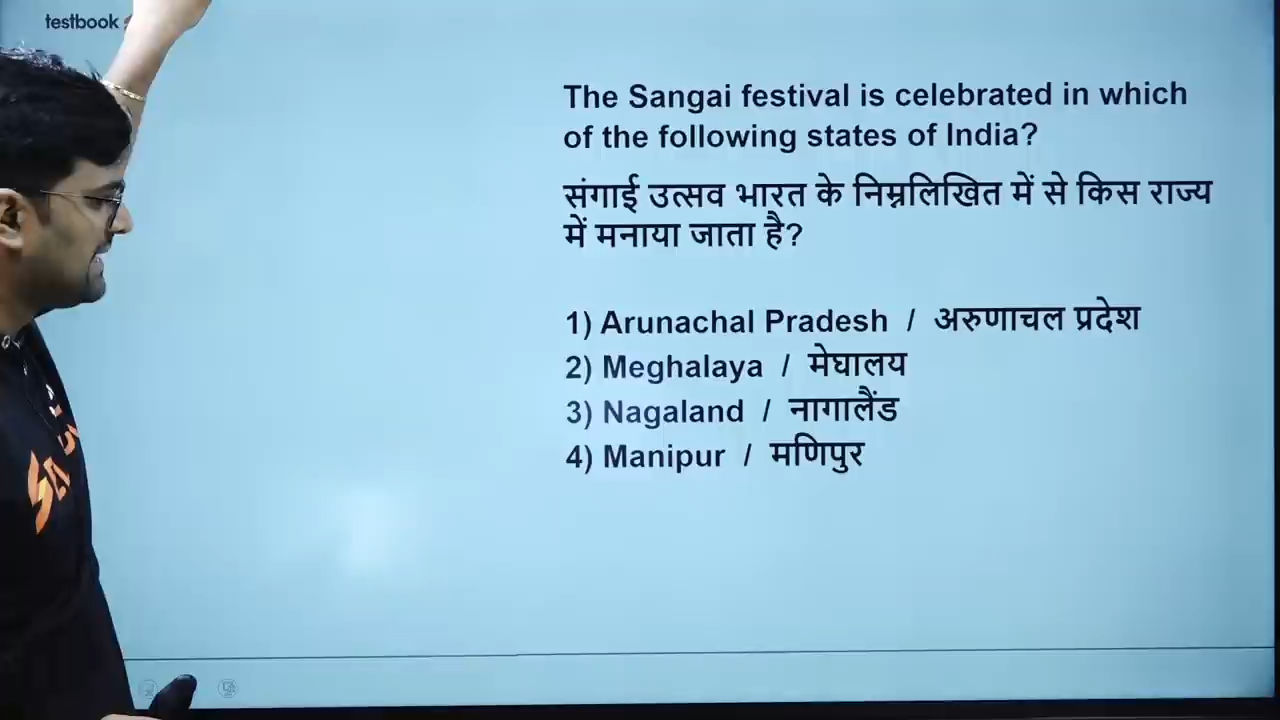 testbook
The Sangai festival is celebrated in which
of the following states of India?
संगाई उत्सव भारत के निम्नलिखित में से किस राज्य
में मनाया जाता है?
1) Arunachal Pradesh / अरुणाचल प्रदेश
2) Meghalaya / मेघालय
3) Nagaland / नागालैंड
4) Manipur / मणिपुर